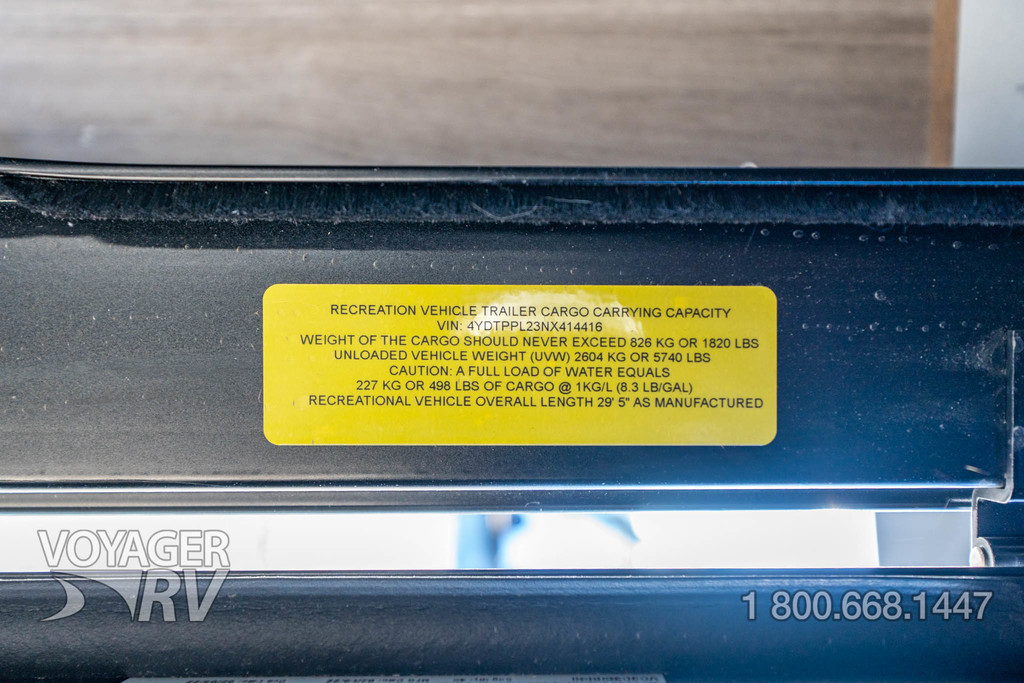 RECREATION VEHICLE TRAILER CARGO CARRYING CAPACITY
VIN: 4YDTPPL23NX414416
WEIGHT OF THE CARGO SHOULD NEVER EXCEED 826 KG OR 1820 LBS
UNLOADED VEHICLE WEIGHT (UVW) 2604 KG OR 5740 LBS
CAUTION: A FULL LOAD OF WATER EQUALS
227 KG OR 498 LBS OF CARGO @ 1KG/L (8.3 LB/GAL)
RECREATIONAL VEHICLE OVERALL LENGTH 29' 5" AS MANUFACTURED
VOYAGER
RV
1 800.668.1447